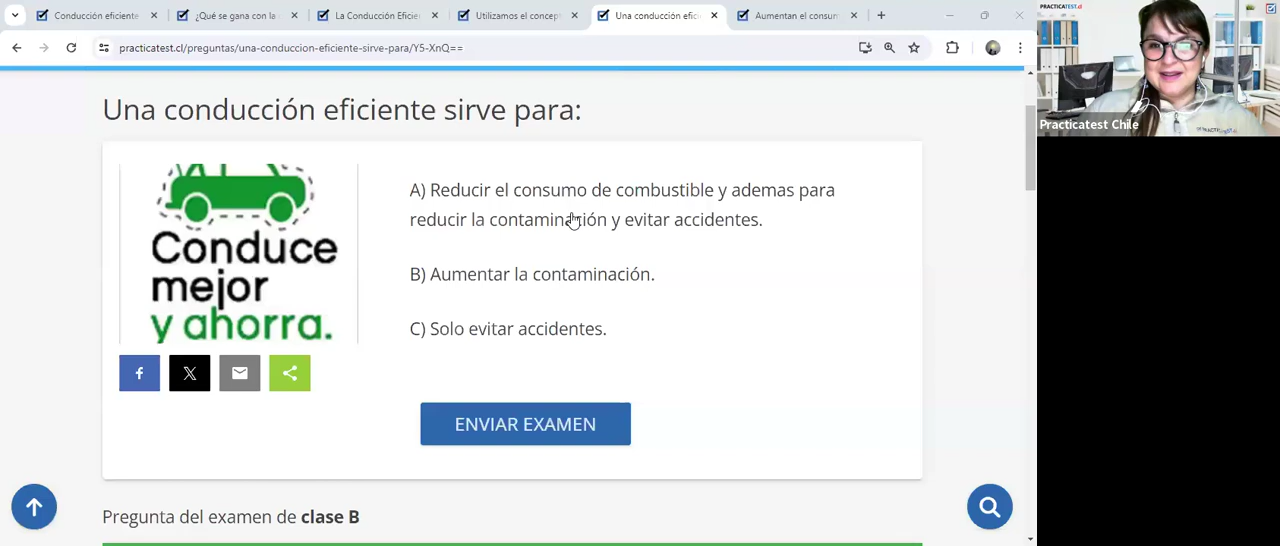 Conducción eficiente
¿Qué se gana con la
La Conducción Eficie
Utilizamos el concep
Una conducción efic
Aumentan el consum
practicatest.cl/preguntas/una-conduccion-eficiente-sirve-para/Y5-XnQ==
PRACTICATEST.cl
Practicatest Chile
Una conducción eficiente sirve para:
Conduce
mejor
y ahorra.
A) Reducir el consumo de combustible y ademas para
reducir la contaminación y evitar accidentes.
B) Aumentar la contaminación.
C) Solo evitar accidentes.
ENVIAR EXAMEN
Pregunta del examen de clase B